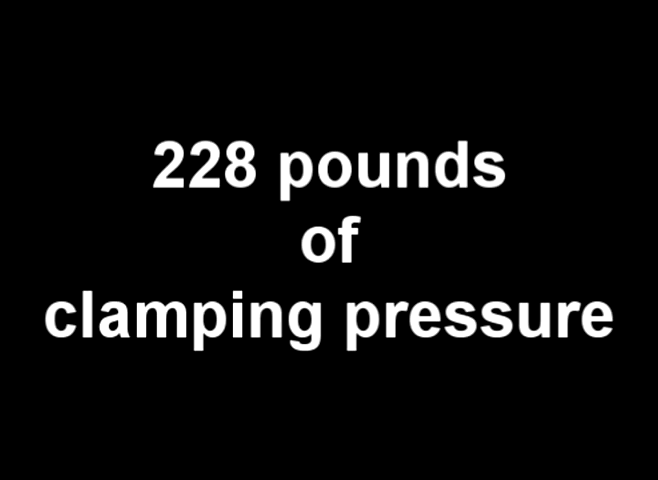 228 pounds
of
clamping pressure